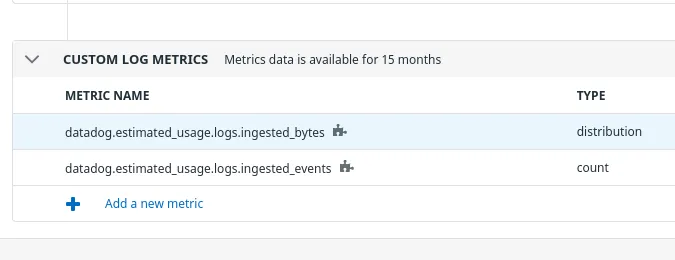 CUSTOM LOG METRICS Metrics data is available for 15 months
METRIC NAME TYPE
datadog.estimated_usage.logs.ingested_bytes distribution
datadog.estimated_usage.logs.ingested_events count
Add a new metric